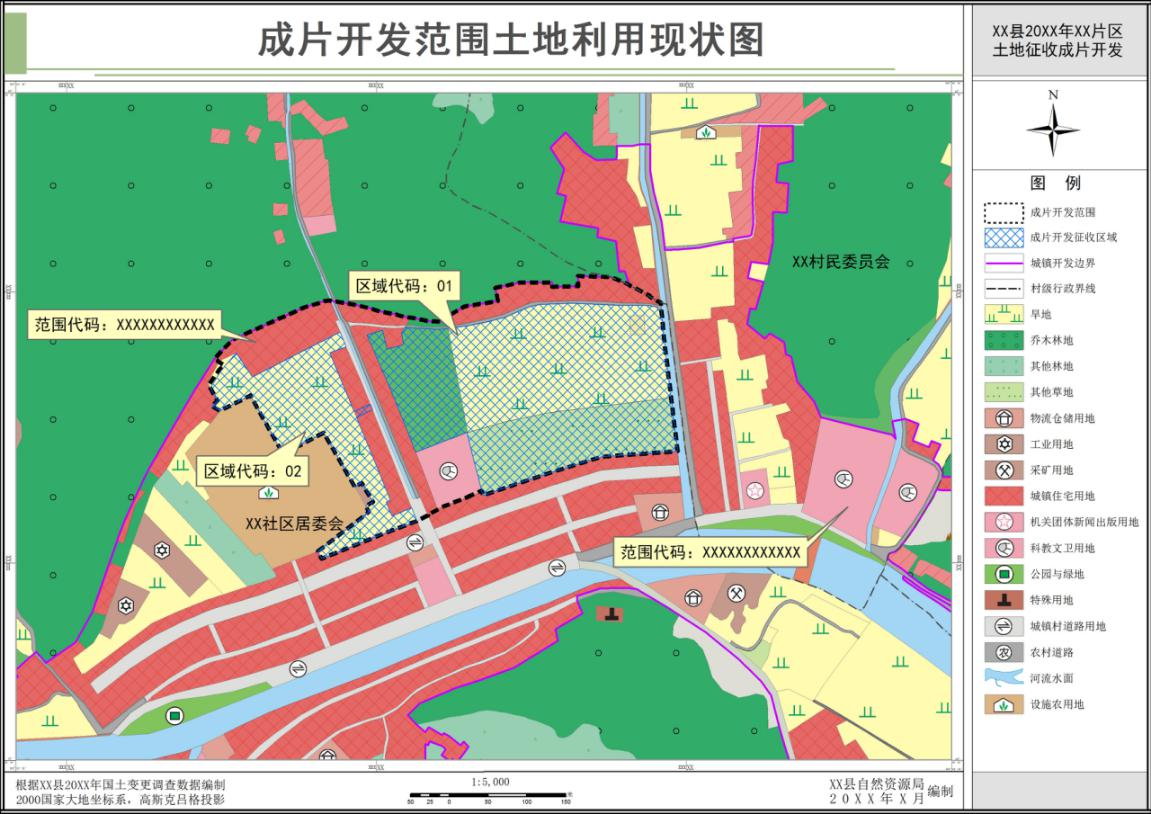 成片开发范围土地利用现状图
XX县20XX年XX片区
土地征收成片开发
N
图 例
成片开发范围
成片开发征收区域
城镇开发边界
村级行政界线
旱地
乔木林地
其他林地
其他草地
物流仓储用地
工业用地
采矿用地
城镇住宅用地
机关团体新闻出版用地
科教文卫用地
公园与绿地
特殊用地
城镇村道路用地
农
农村道路
河流水面
设施农用地
XX村民委员会
区域代码：01
范围代码：XXXXXXXXXXXX
区域代码：02
XX社区居委会
范围代码：XXXXXXXXXXXX
根据XX县20XX年国土变更调查数据编制
2000国家大地坐标系，高斯克吕格投影
1:5,000
50 25 0 50 100 150
XX县自然资源局
20XX年X月
编制